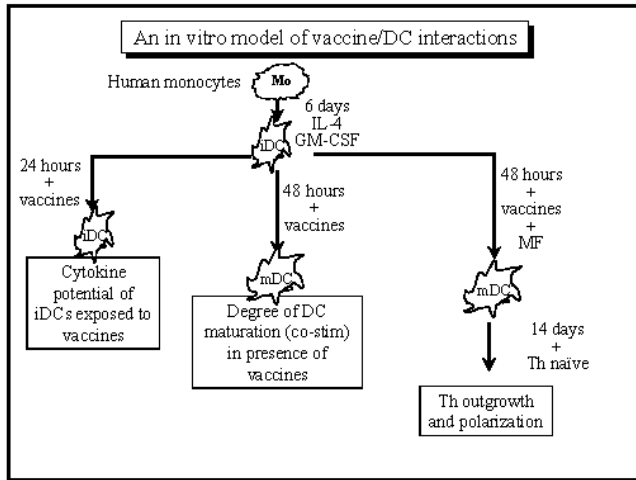 An in vitro model of vaccine/DC interactions
Human monocytes
Mo
6 days
IL-4
GM-CSF
iDC
24 hours
+
vaccines
iDC
Cytokine
potential of
iDCs exposed to
vaccines
48 hours
+
vaccines
mDC
Degree of DC
maturation (co-stim)
in presence of
vaccines
48 hours
+
vaccines
+
MF
mDC
14 days
+
Th naïve
Th outgrowth
and polarization